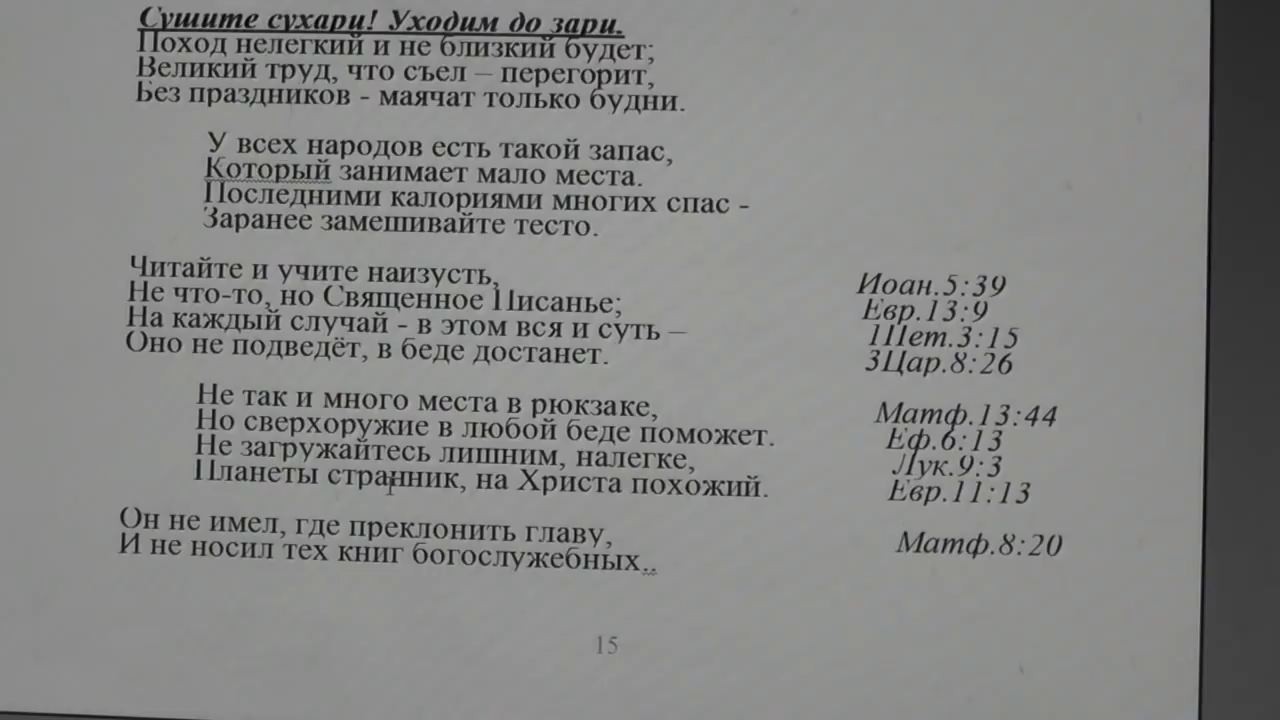 Сушите сухари! Уходим до зари.
Поход нелегкий и не близкий будет;
Великий труд, что съел – перегорит,
Без праздников - маячат только будни.
У всех народов есть такой запас,
Который занимает мало места.
Последними калориями многих спас -
Заранее замешивайте тесто.
Читайте и учите наизусть, Иоан.5:39
Не что-то, но Священное Писанье; Евр.13:9
На каждый случай - в этом вся и суть – 1Пет.3:15
Оно не подведёт, в беде достанет. 3Цар.8:26
Не так и много места в рюкзаке, Матф.13:44
Но сверхоружие в любой беде поможет. Еф.6:13
Не загружайтесь лишним, налегке, Лук.9:3
Планеты странник, на Христа похожий. Евр.11:13
Он не имел, где преклонить главу, Матф.8:20
И не носил тех книг богослужебных..
15